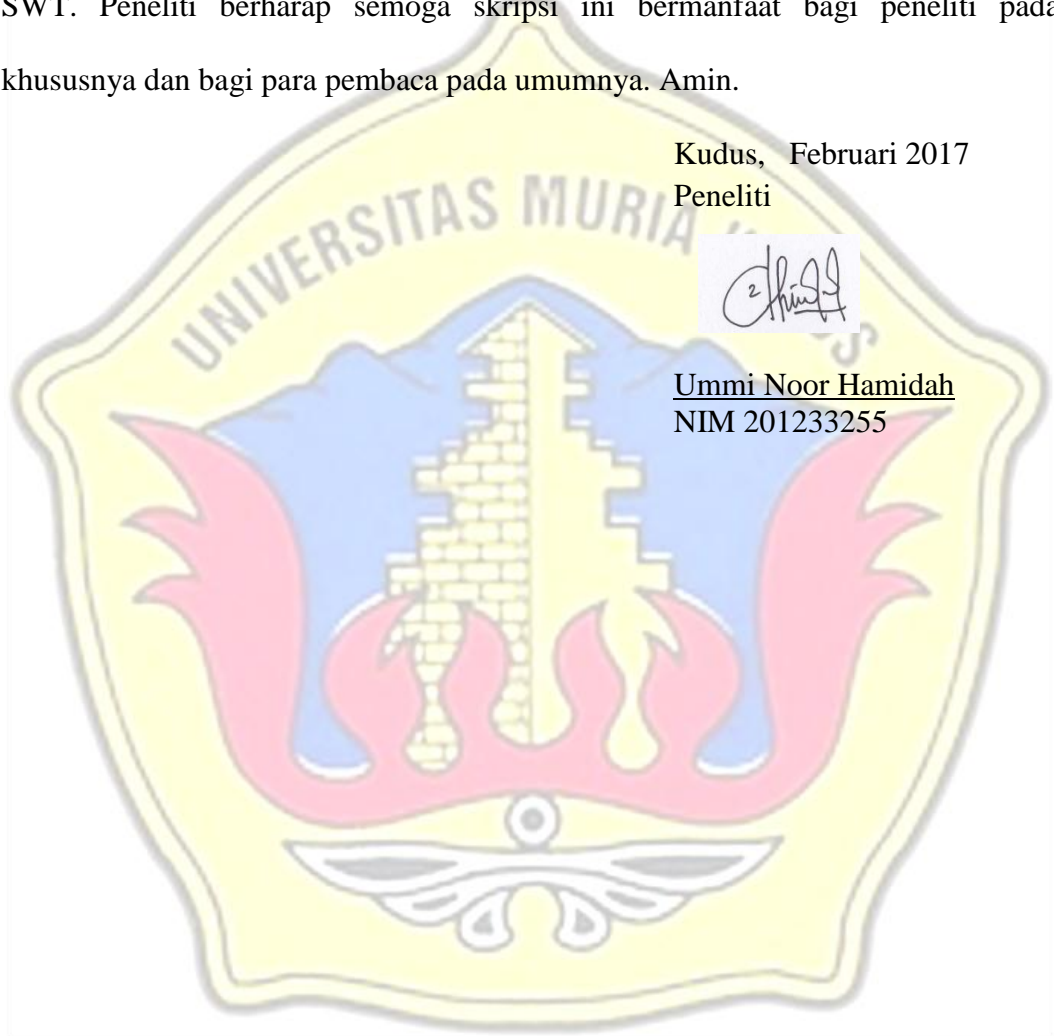 SWT. Peneliti berharap semoga skripsi ini bermanfaat bagi peneliti pada
khususnya dan bagi para pembaca pada umumnya. Amin.
Kudus, Februari 2017
Peneliti
UNIVERSITAS MURIA
Ummi Noor Hamidah
NIM 201233255